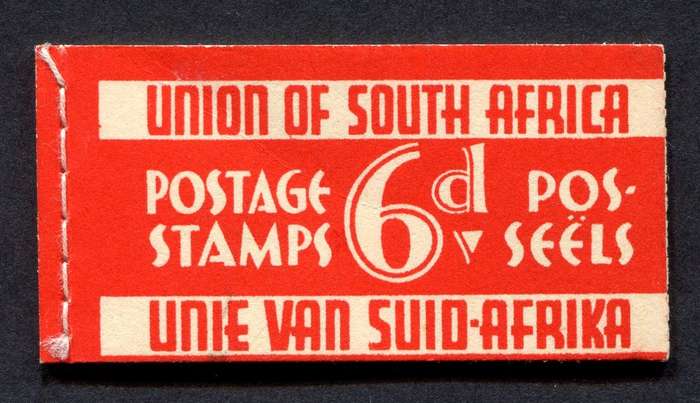 UNION OF SOUTH AFRICA
POSTAGE 6d POS-
STAMPS SEËLS
UNIE VAN SUID-AFRIKA